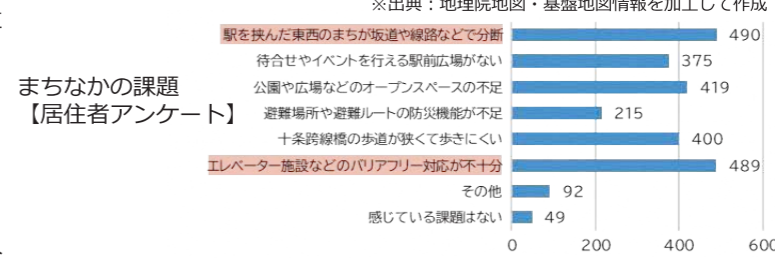 ※出典：地理院地図・基盤地図情報を加工して作成
まちなかの課題
【居住者アンケート】
駅を挟んだ東西のまちが坂道や線路などで分断 490
待合せやイベントを行える駅前広場がない 375
公園や広場などのオープンスペースの不足 419
避難場所や避難ルートの防災機能が不足 215
十条跨線橋の歩道が狭くて歩きにくい 400
エレベーター施設などのバリアフリー対応が不十分 489
その他 92
感じている課題はない 49
0 200 400 600